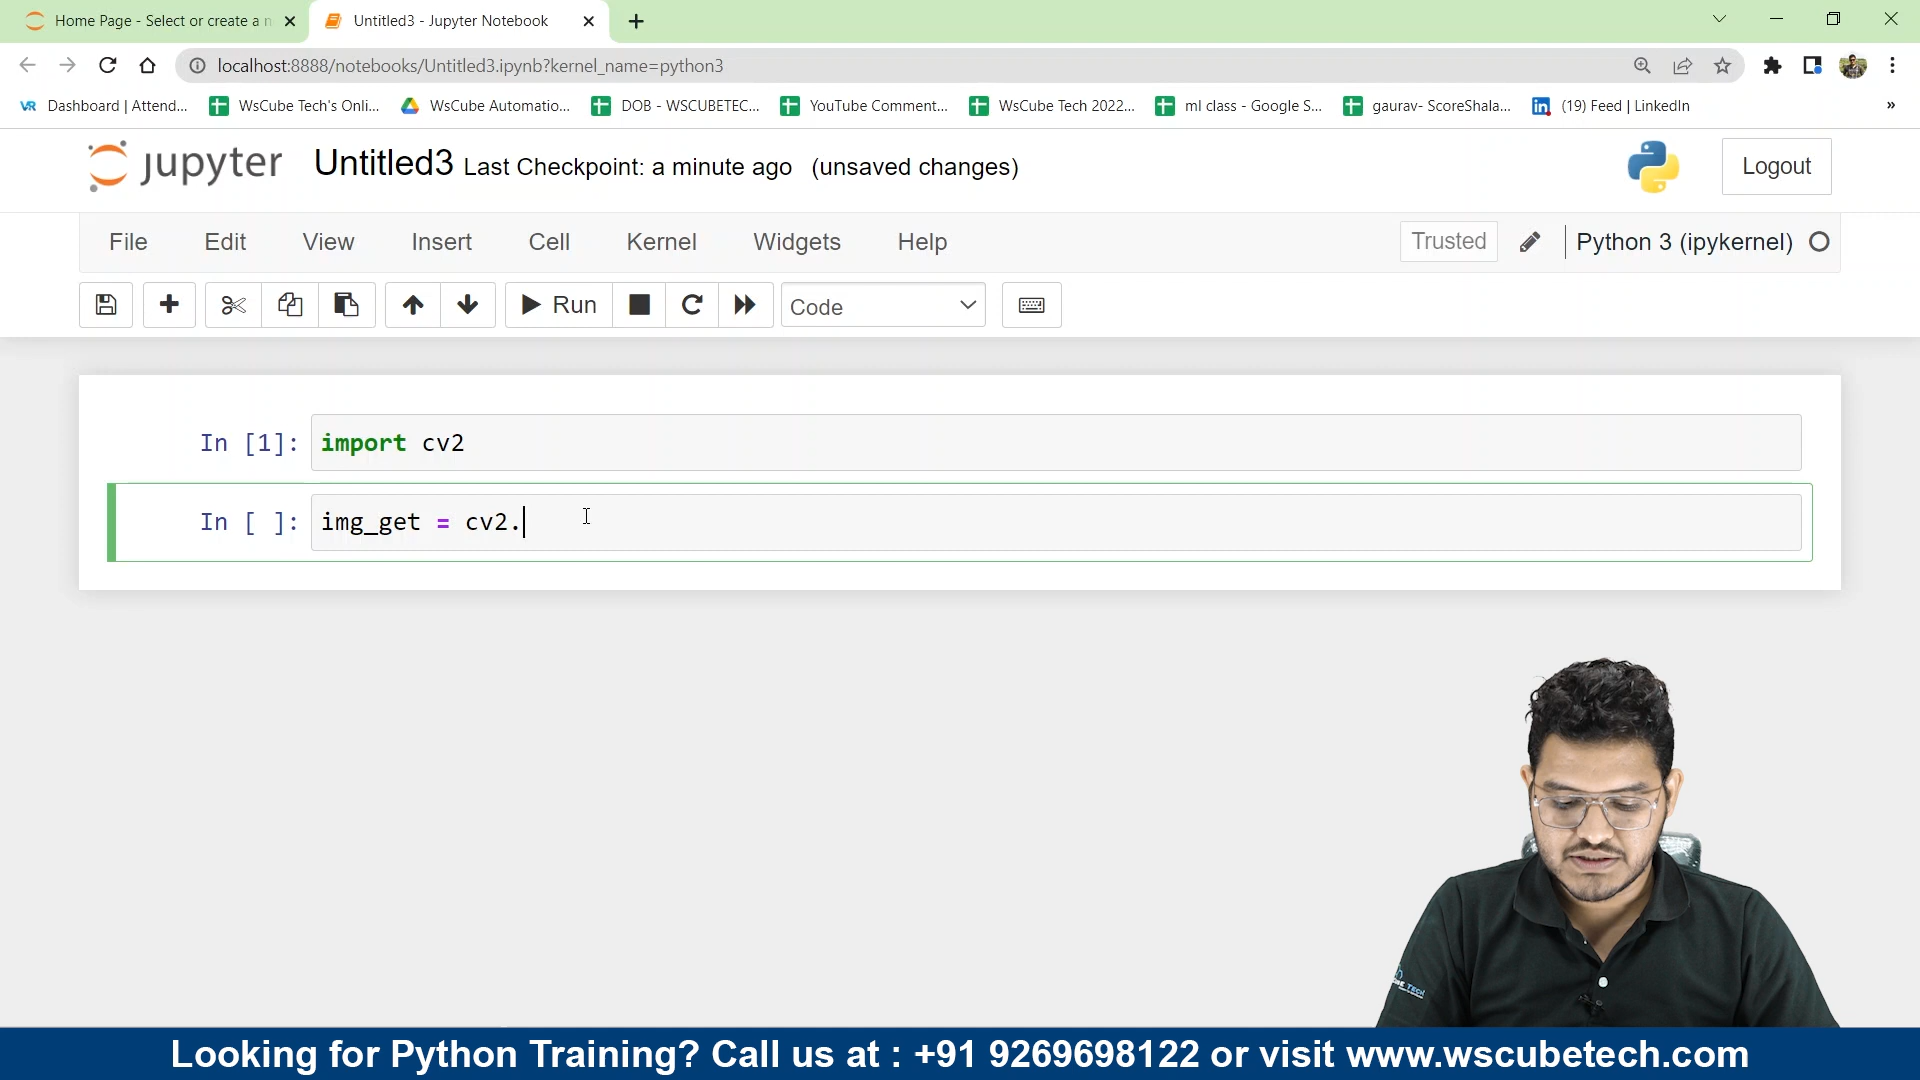 Home Page - Select or create a n
Untitled3 - Jupyter Notebook
localhost:8888/notebooks/Untitled3.ipynb?kernel_name=python3
Dashboard | Attend...
WsCube Tech's Onli...
WsCube Automatio...
DOB - WSCUBETEC...
YouTube Comment...
WsCube Tech 2022...
ml class - Google S...
gaurav- ScoreShala...
(19) Feed | LinkedIn
»
jupyter Untitled3 Last Checkpoint: a minute ago (unsaved changes)
Logout
File Edit View Insert Cell Kernel Widgets Help
Trusted
Python 3 (ipykernel)
Run
Code
In [1]: import cv2
In [ ]: img_get = cv2.
Looking for Python Training? Call us at : +91 9269698122 or visit www.wscubetech.com